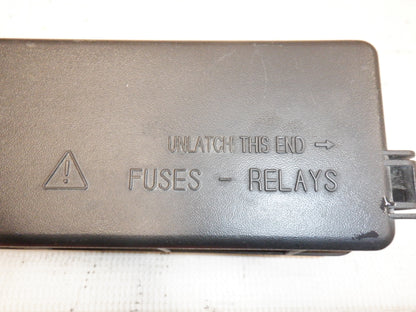 UNLATCH THIS END →
FUSES - RELAYS